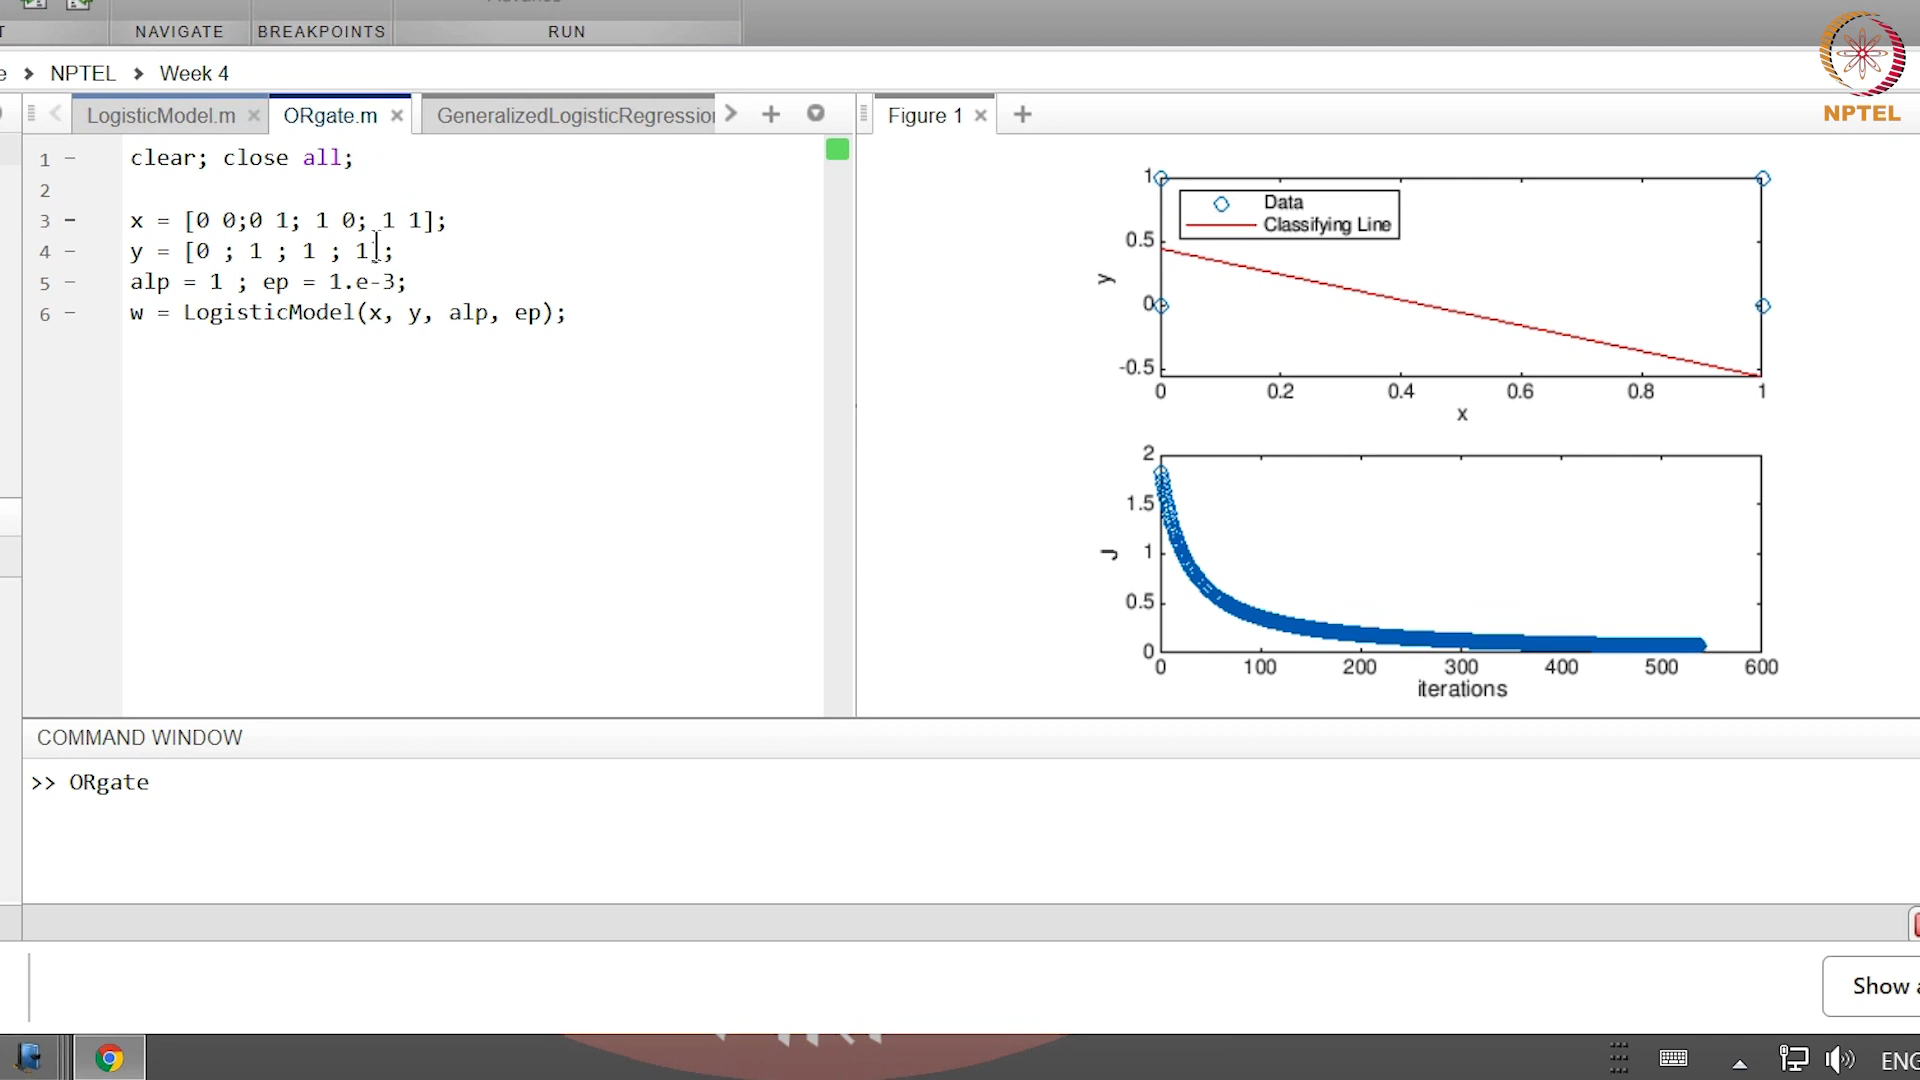 NAVIGATE BREAKPOINTS RUN
NPTEL > Week 4
NPTEL
LogisticModel.m × ORgate.m × GeneralizedLogisticRegression
Figure 1 ×
1 clear; close all;
2
3 x = [0 0;0 1; 1 0; 1 1];
4 y = [0 ; 1 ; 1 ; 1];
5 alp = 1 ; ep = 1.e-3;
6 w = LogisticModel(x, y, alp, ep);
Data
Classifying Line
1
0.5
0
-0.5
y
0 0.2 0.4 0.6 0.8 1
x
2
1.5
1
0.5
0
J
0 100 200 300 400 500 600
iterations
COMMAND WINDOW
>> ORgate
Show
ENG